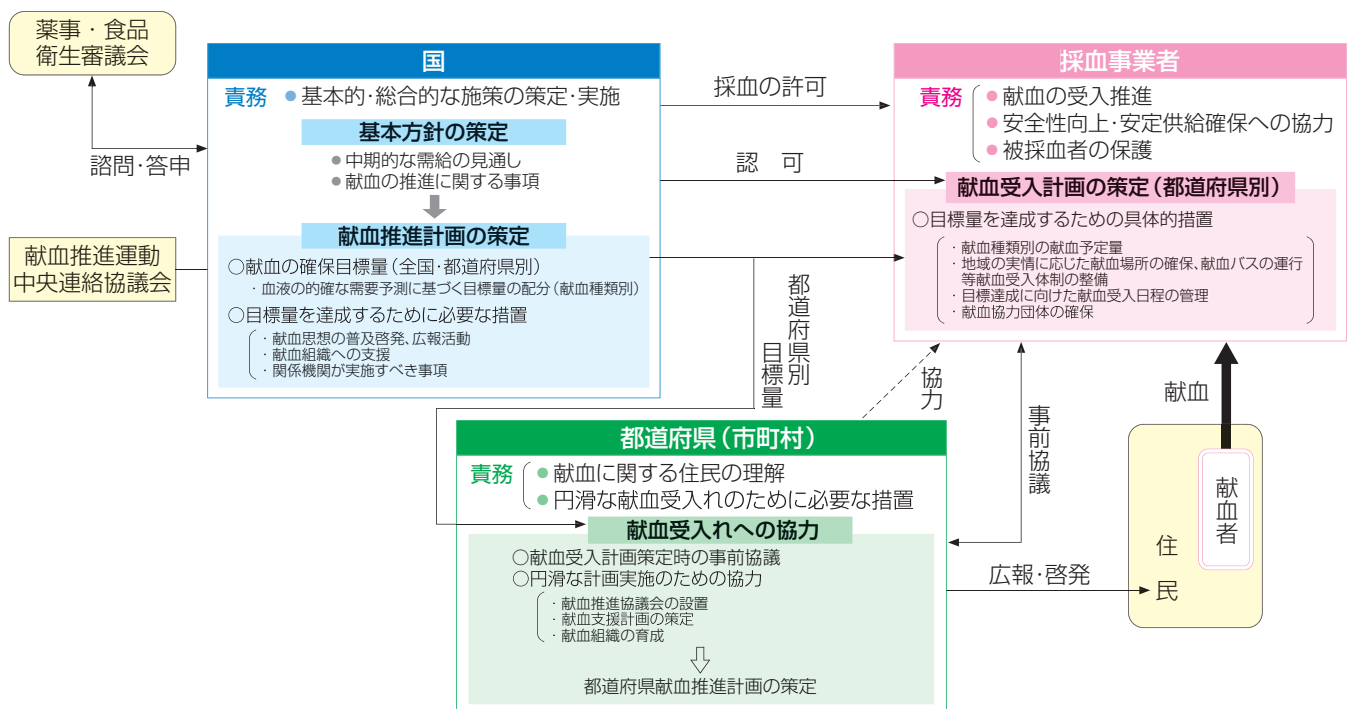 薬事・食品
衛生審議会
諮問・答申
献血推進運動
中央連絡協議会
国
責務 ●基本的・総合的な施策の策定・実施
基本方針の策定
●中期的な需給の見通し
●献血の推進に関する事項
献血推進計画の策定
○献血の確保目標量(全国・都道府県別)
・血液の的確な需要予測に基づく目標量の配分(献血種類別)
○目標量を達成するために必要な措置
・献血思想の普及啓発、広報活動
・献血組織への支援
・関係機関が実施すべき事項
採血の許可
認 可
都道府県別
目標量
採血事業者
責務 ●献血の受入推進
●安全性向上・安定供給確保への協力
●被採血者の保護
献血受入計画の策定(都道府県別)
○目標量を達成するための具体的措置
・献血種類別の献血予定量
・地域の実情に応じた献血場所の確保、献血バスの運行
等献血受入体制の整備
・目標達成に向けた献血受入日程の管理
・献血協力団体の確保
協力
事前協議
献血
都道府県(市町村)
責務 ●献血に関する住民の理解
●円滑な献血受入れのために必要な措置
献血受入れへの協力
○献血受入計画策定時の事前協議
○円滑な計画実施のための協力
・献血推進協議会の設置
・献血支援計画の策定
・献血組織の育成
都道府県献血推進計画の策定
広報・啓発
住民
献血者